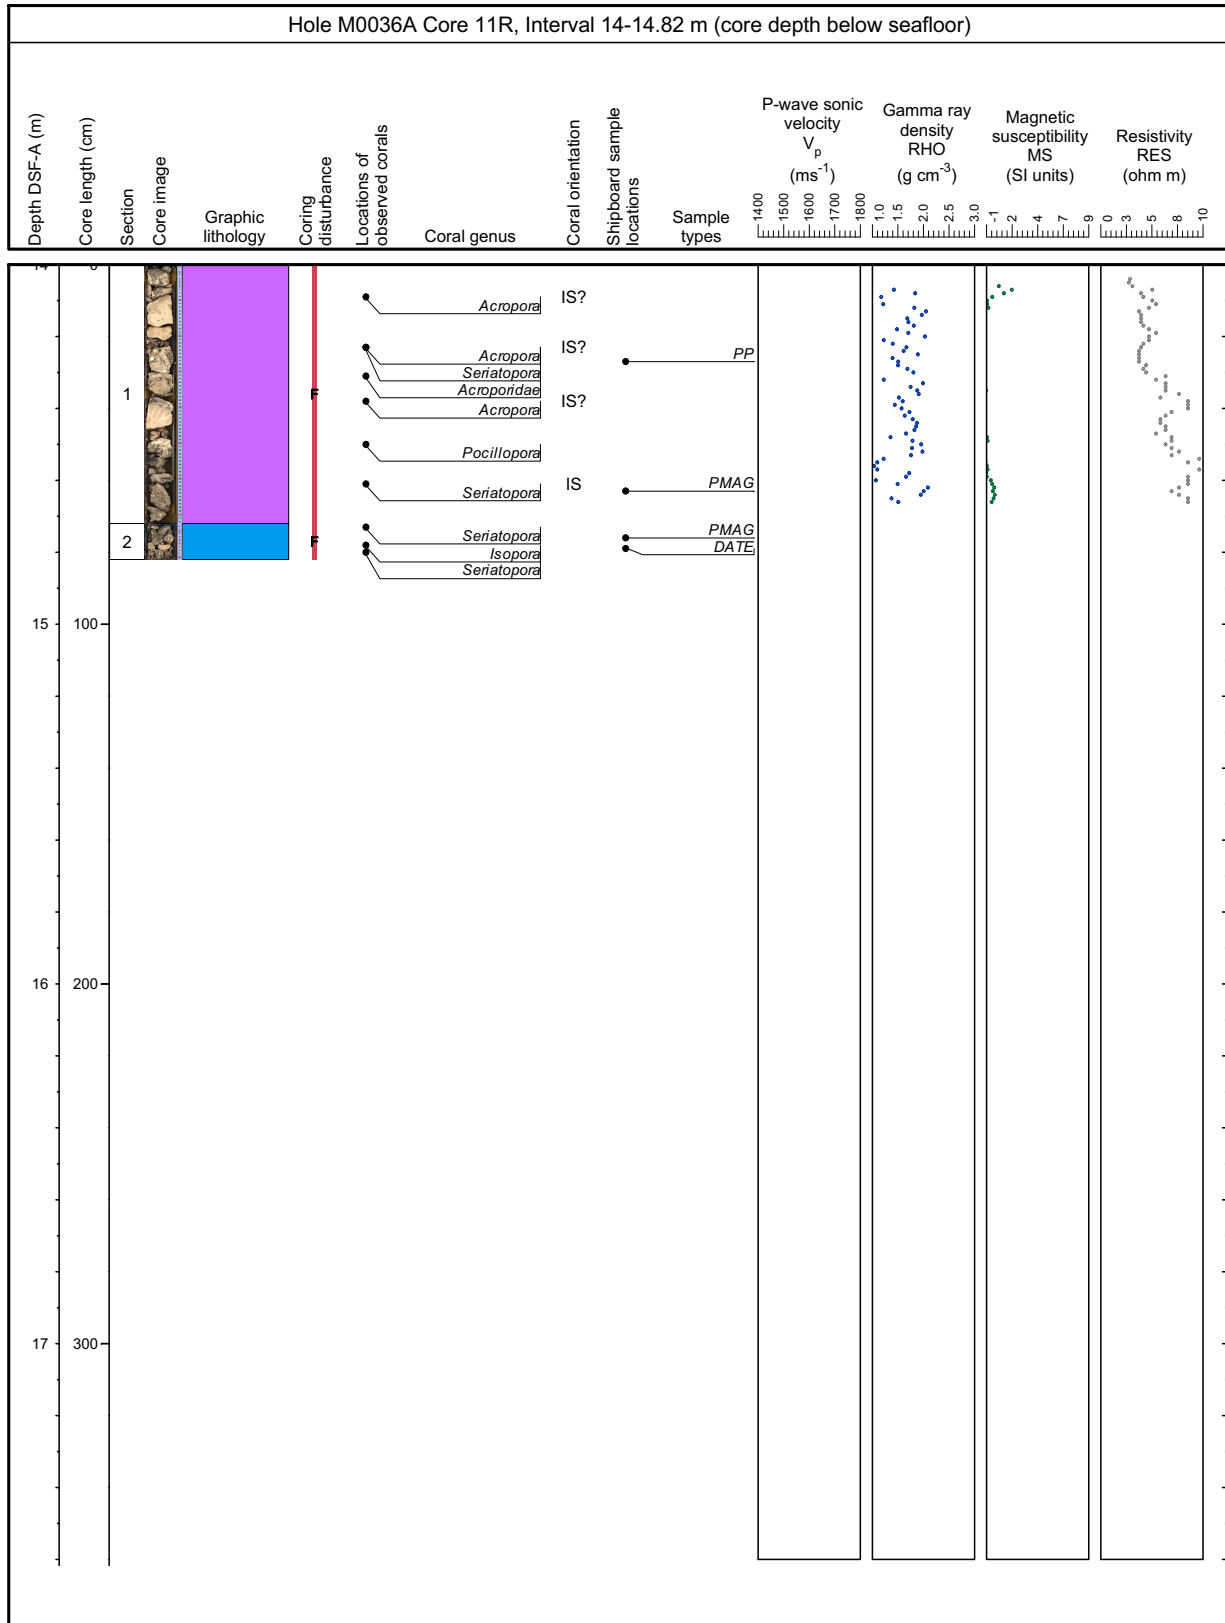 Hole M0036A Core 11R, Interval 14-14.82 m (core depth below seafloor)
Depth DSF-A (m)
Core length (cm)
Section
Core image
Graphic
lithology
Coring
disturbance
Locations of
observed corals
Coral genus
Coral orientation
Shipboard sample
locations
Sample
types
P-wave sonic
velocity
Vp
(ms-1)
1400 1500 1600 1700 1800
Gamma ray
density
RHO
(g cm-3)
1.0 1.5 2.0 2.5 3.0
Magnetic
susceptibility
MS
(SI units)
-1 2 4 7 9
Resistivity
RES
(ohm m)
0 3 5 8 10
14 0
Acropora IS?
Acropora IS? PP
Seriatopora
Acroporidae
1 F
Acropora IS?
Pocillopora
Seriatopora IS PMAG
Seriatopora PMAG
2 F
Isopora DATE
Seriatopora
15 100
16 200
17 300